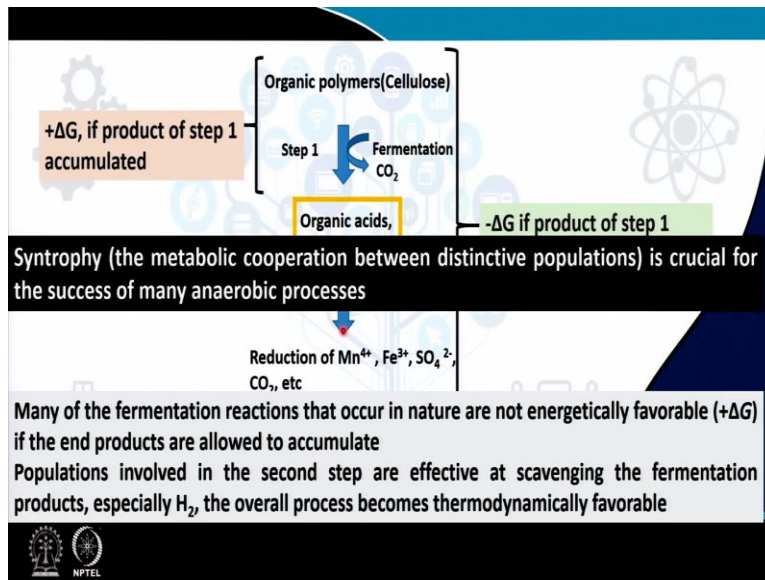 Organic polymers(Cellulose)
+ΔG, if product of step 1
accumulated
Step 1
Fermentation
CO₂
Organic acids,
-ΔG if product of step 1
Syntrophy (the metabolic cooperation between distinctive populations) is crucial for
the success of many anaerobic processes
Reduction of Mn⁴⁺ , Fe³⁺, SO₄ ²⁻,
CO₂, etc
Many of the fermentation reactions that occur in nature are not energetically favorable (+ΔG)
if the end products are allowed to accumulate
Populations involved in the second step are effective at scavenging the fermentation
products, especially H₂, the overall process becomes thermodynamically favorable
NPTEL